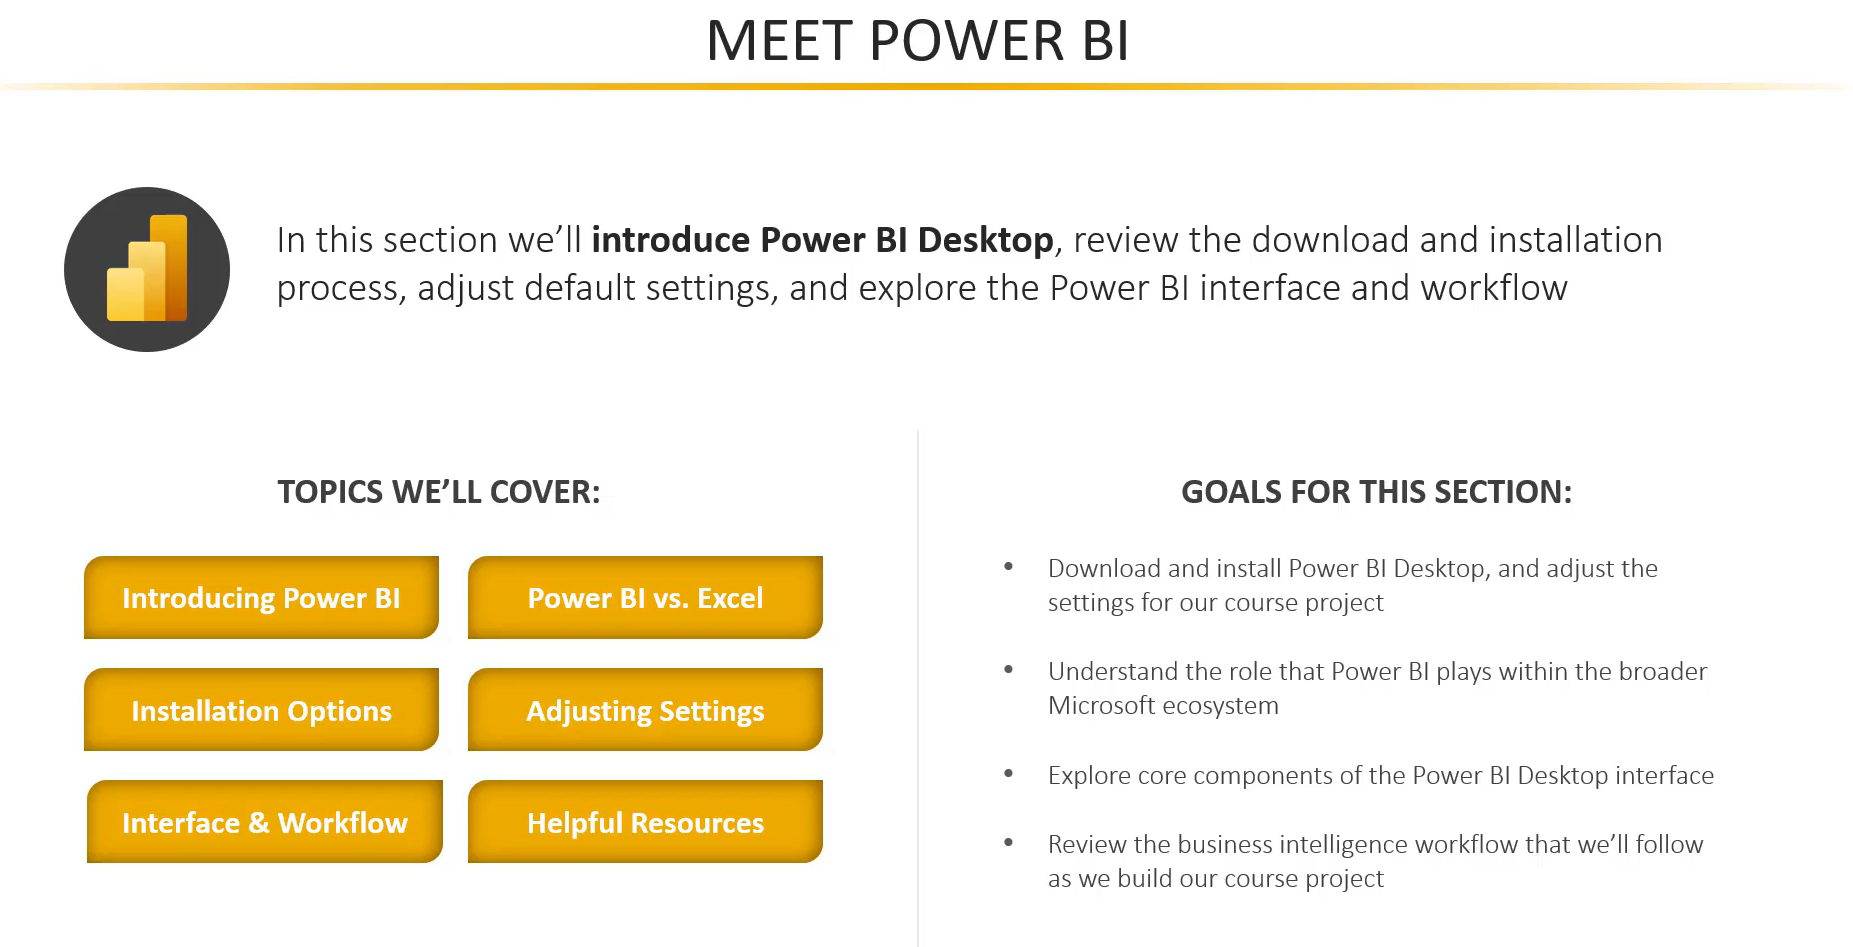 MEET POWER BI
In this section we’ll introduce Power BI Desktop, review the download and installation
process, adjust default settings, and explore the Power BI interface and workflow
TOPICS WE’LL COVER:
Introducing Power BI
Power BI vs. Excel
Installation Options
Adjusting Settings
Interface & Workflow
Helpful Resources
GOALS FOR THIS SECTION:
• Download and install Power BI Desktop, and adjust the
settings for our course project
• Understand the role that Power BI plays within the broader
Microsoft ecosystem
• Explore core components of the Power BI Desktop interface
• Review the business intelligence workflow that we’ll follow
as we build our course project